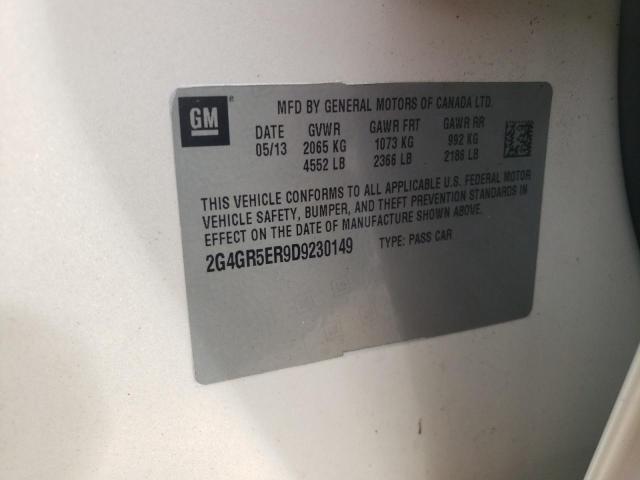 GM
MFD BY GENERAL MOTORS OF CANADA LTD.
DATE GVWR GAWR FRT GAWR RR
05/13 2065 KG 1073 KG 992 KG
4552 LB 2366 LB 2186 LB
THIS VEHICLE CONFORMS TO ALL APPLICABLE U.S. FEDERAL MOTOR
VEHICLE SAFETY, BUMPER, AND THEFT PREVENTION STANDARDS IN
EFFECT ON THE DATE OF MANUFACTURE SHOWN ABOVE.
2G4GR5ER9D9230149 TYPE: PASS CAR